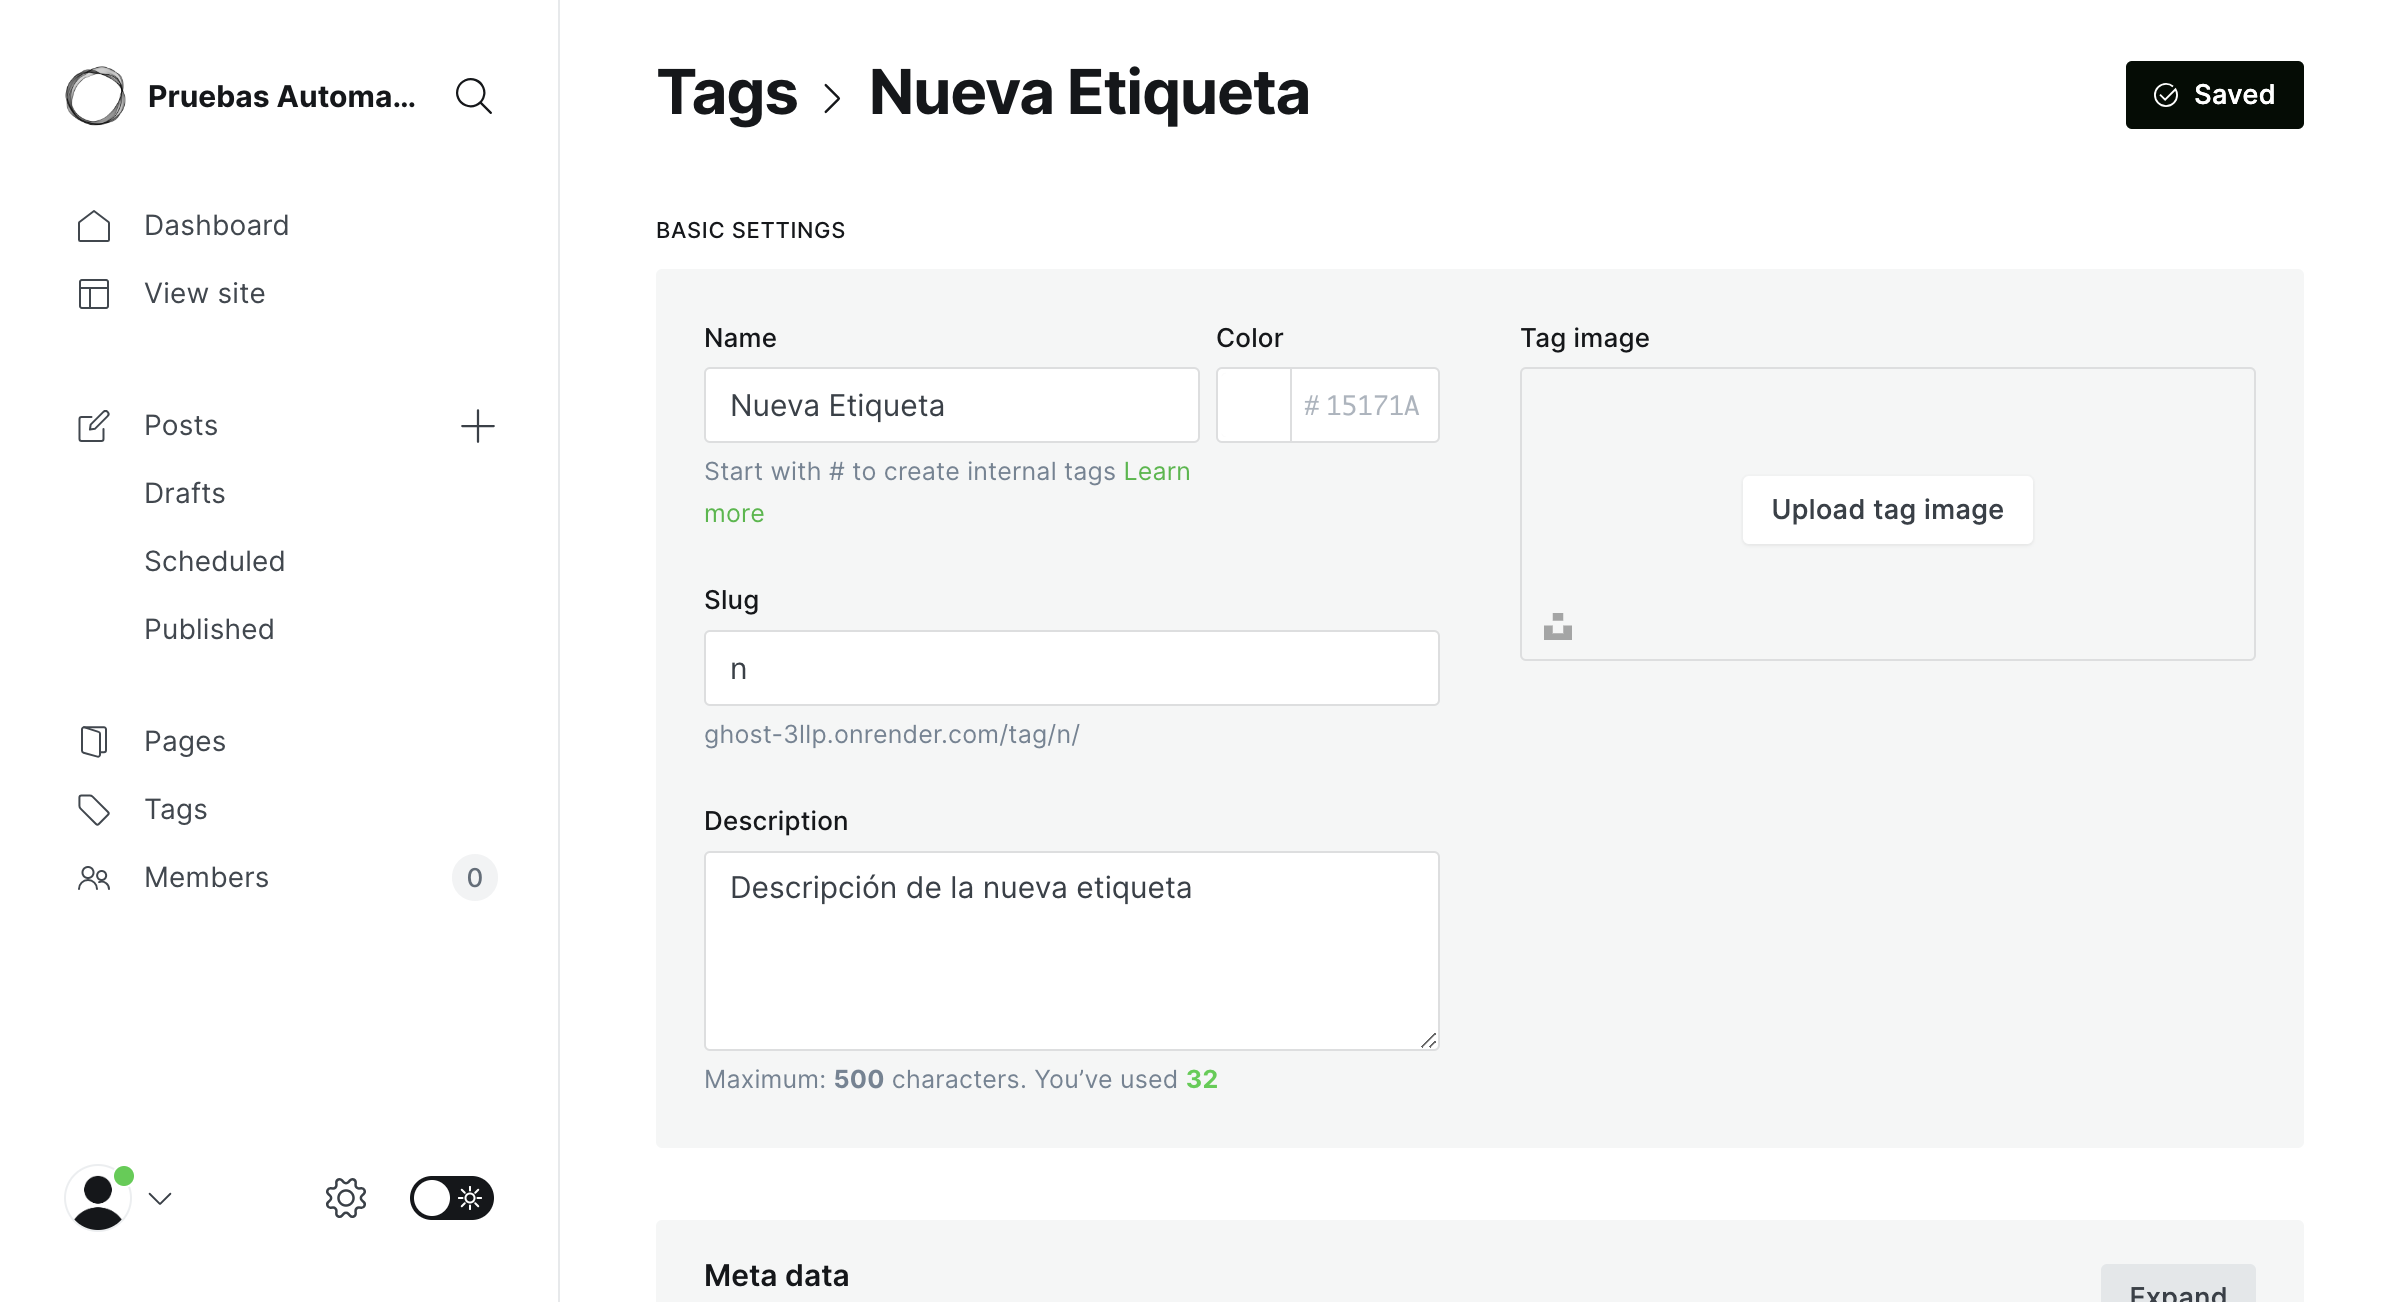 Pruebas Automa...
Dashboard
View site
Posts
Drafts
Scheduled
Published
Pages
Tags
Members
0
Tags > Nueva Etiqueta
Saved
BASIC SETTINGS
Name
Nueva Etiqueta
Start with # to create internal tags Learn
more
Color
# 15171A
Slug
n
ghost-3llp.onrender.com/tag/n/
Description
Descripción de la nueva etiqueta
Maximum: 500 characters. You’ve used 32
Tag image
Upload tag image
Meta data
Expand